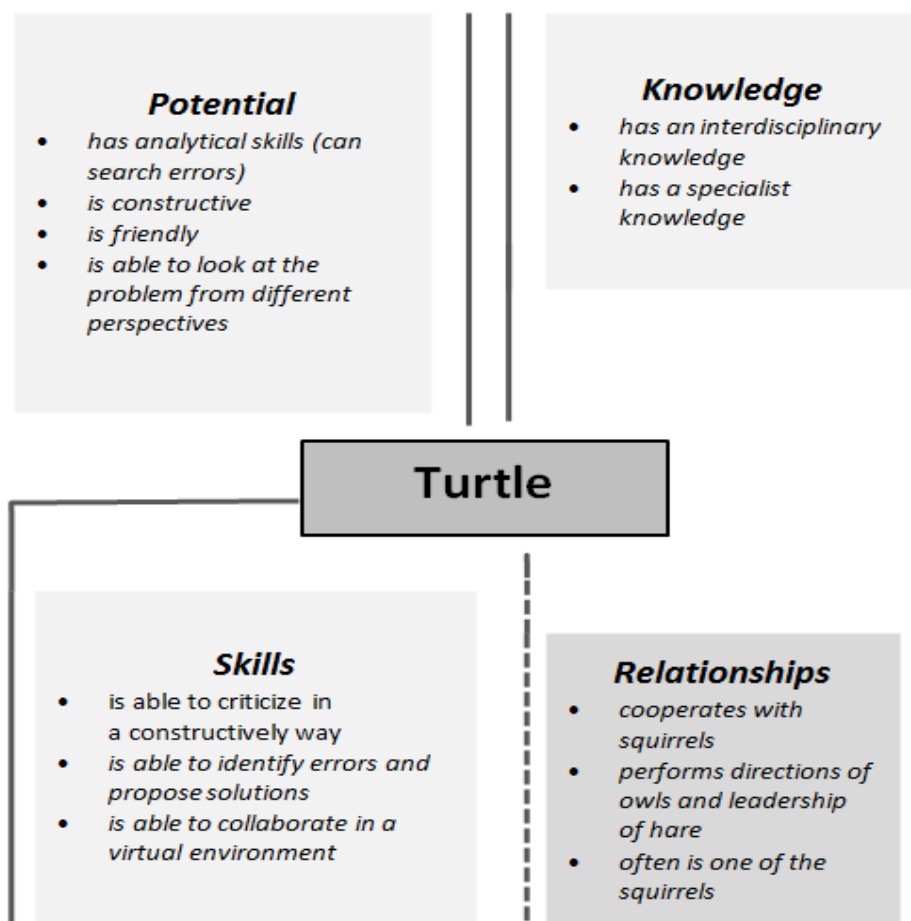 Potential
• has analytical skills (can
search errors)
• is constructive
• is friendly
• is able to look at the
problem from different
perspectives
Knowledge
• has an interdisciplinary
knowledge
• has a specialist
knowledge
Turtle
Skills
• is able to criticize in
a constructively way
• is able to identify errors and
propose solutions
• is able to collaborate in a
virtual environment
Relationships
• cooperates with
squirrels
• performs directions of
owls and leadership
of hare
• often is one of the
squirrels